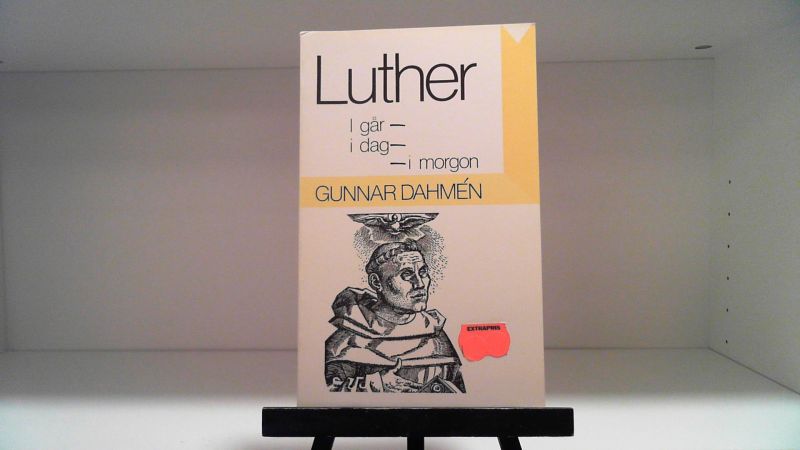 Luther
I går –
i dag –
– i morgon
GUNNAR DAHMÉN
EXTRAPRIS